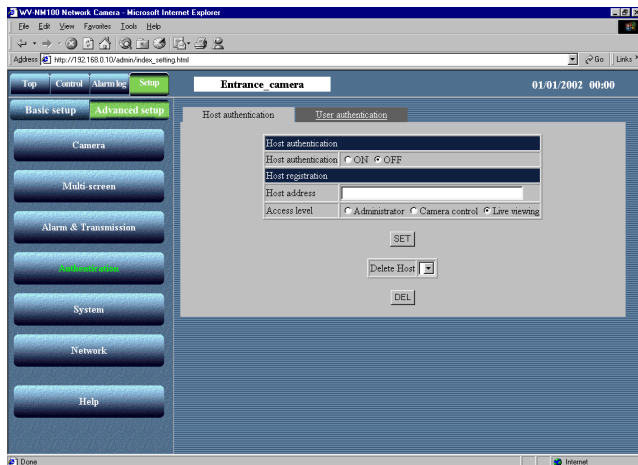 WV-NM100 Network Camera - Microsoft Internet Explorer
File Edit View Favorites Tools Help
Address http://192.168.0.10/admin/index_setting.html Go Links
Top Control Alarm log Setup Entrance_camera 01/01/2002 00:00
Basic setup Advanced setup
Host authentication User authentication
Camera
Multi-screen
Alarm & Transmission
Authentication
System
Network
Help
Host authentication
Host authentication ON OFF
Host registration
Host address
Access level Administrator Camera control Live viewing
SET
Delete Host
DEL
Done Internet